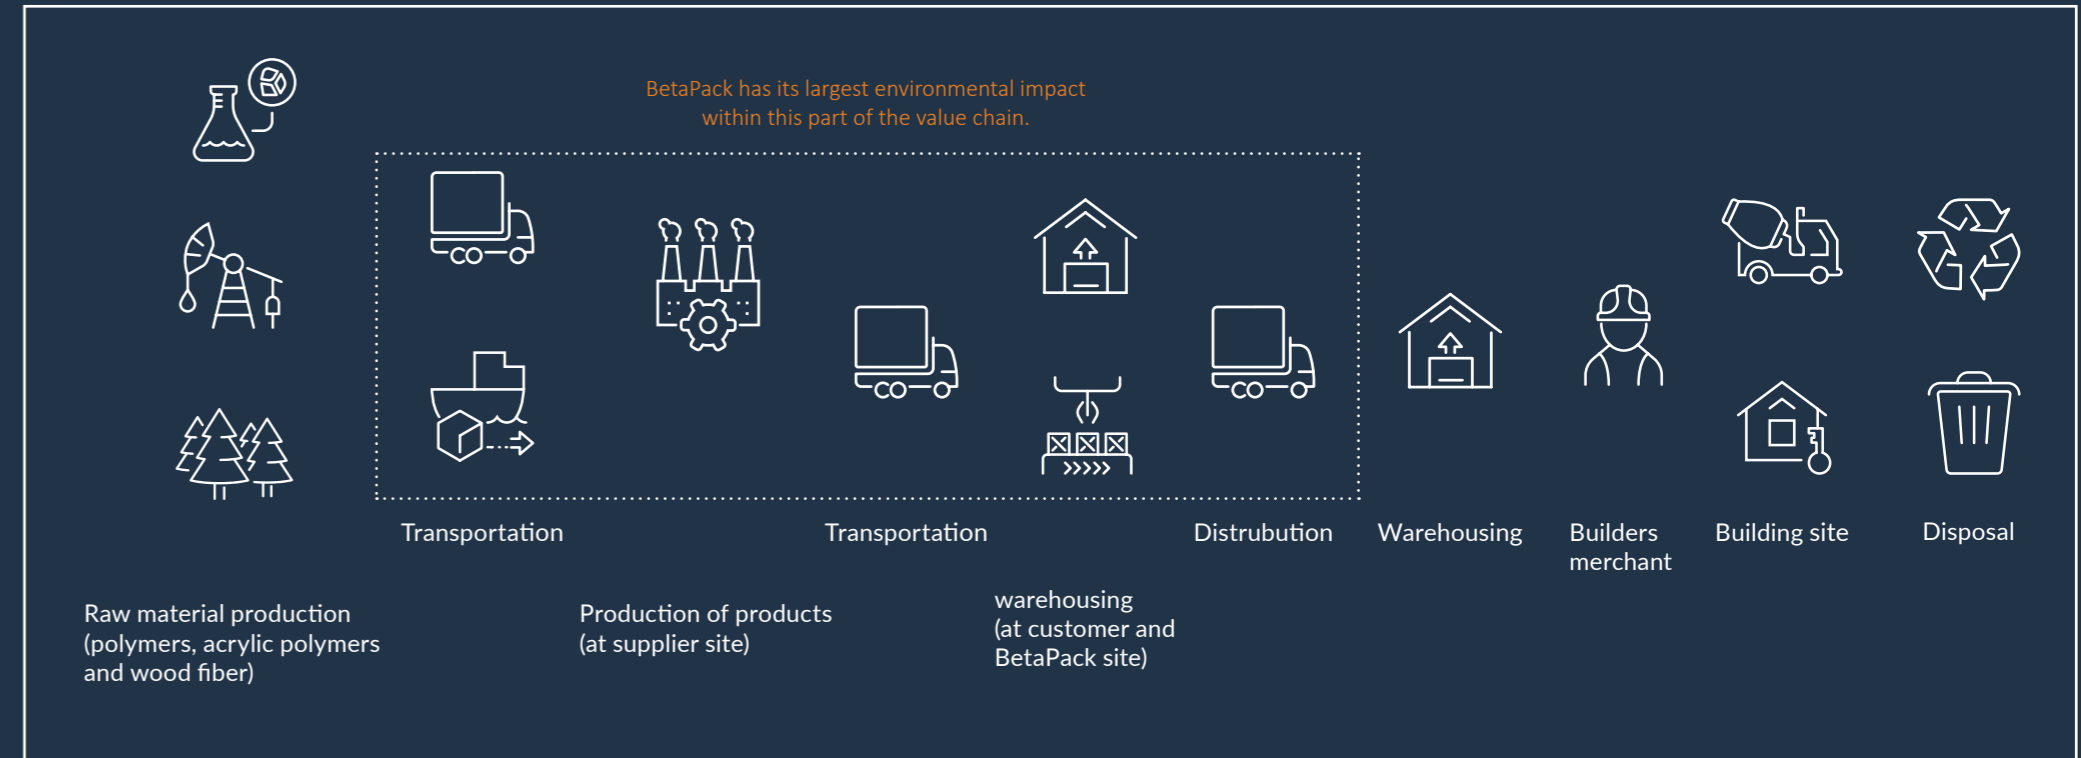 BetaPack has its largest environmental impact
within this part of the value chain.
Transportation
Transportation
Distrubution
Warehousing
Builders
merchant
Building site
Disposal
Raw material production
(polymers, acrylic polymers
and wood fiber)
Production of products
(at supplier site)
warehousing
(at customer and
BetaPack site)